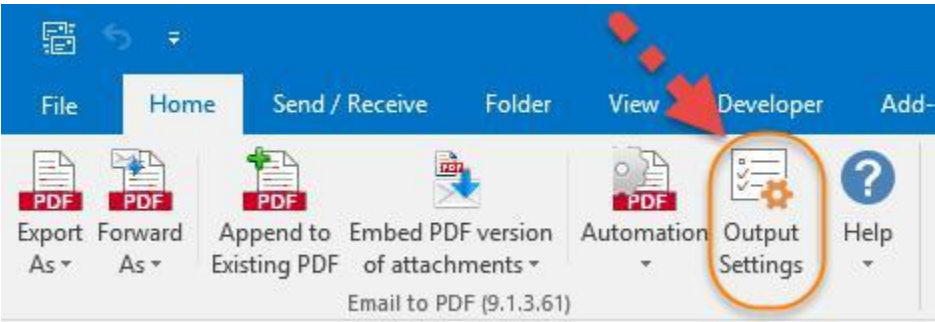 File Home Send / Receive Folder View Developer Add-
PDF PDF PDF PDF PDF ?
Export Forward Append to Embed PDF version Automation Output Help
As As Existing PDF of attachments Settings
Email to PDF (9.1.3.61)